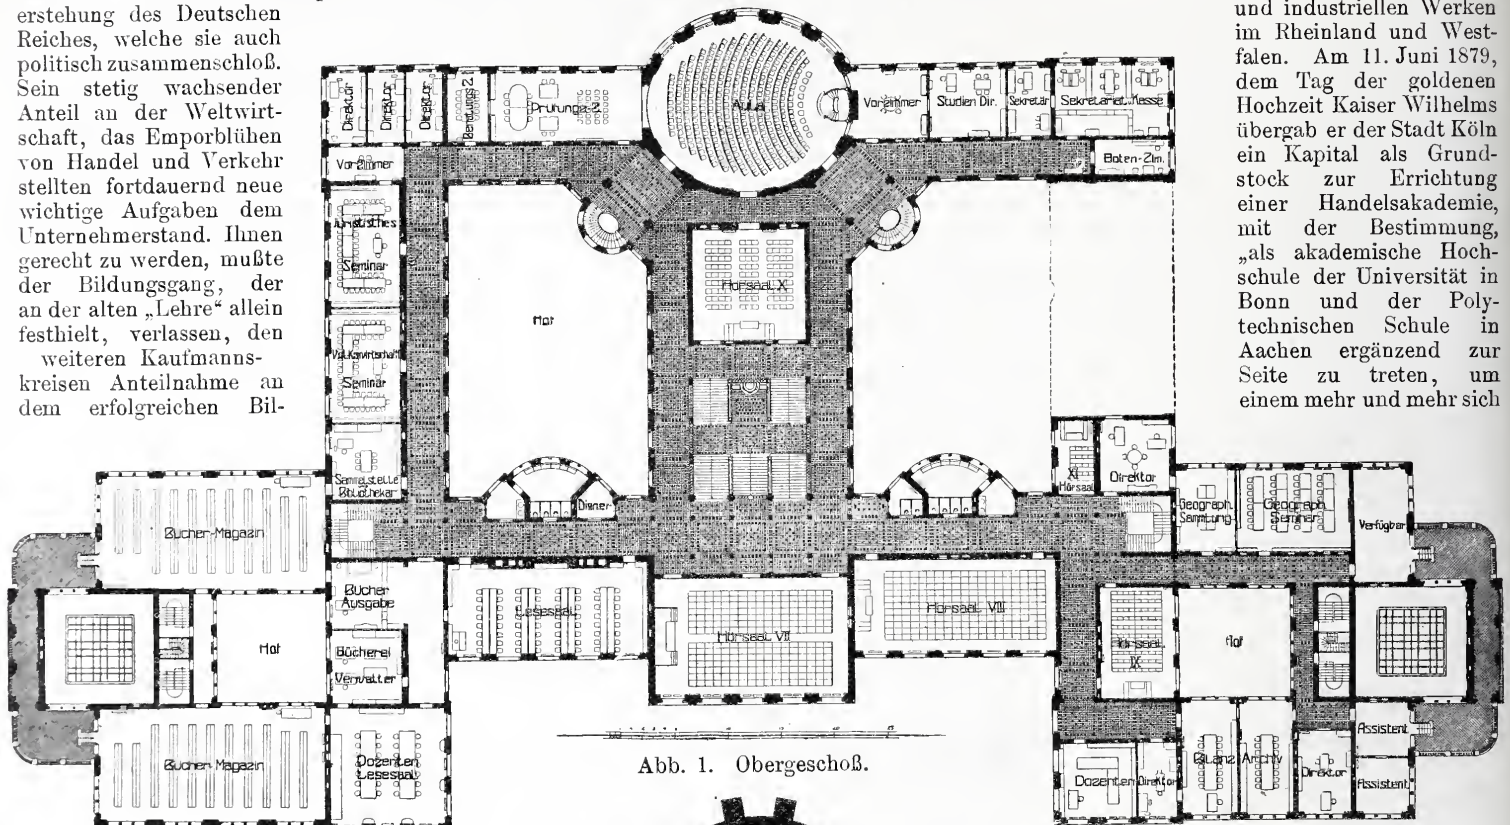 erstehung des Deutschen
Reiches, welche sie auch
politisch zusammenschloß.
Sein stetig wachsender
Anteil an der Weltwirt-
schaft, das Emporblühen
von Handel und Verkehr
stellten fortdauernd neue
wichtige Aufgaben dem
Unternehmerstand. Ihnen
gerecht zu werden, mußte
der Bildungsgang, der
an der alten „Lehre“ allein
festhielt, verlassen, den
weiteren Kaufmanns-
kreisen Anteilnahme an
dem erfolgreichen Bil-
und industriellen Werken
im Rheinland und West-
falen. Am 11. Juni 1879,
dem Tag der goldenen
Hochzeit Kaiser Wilhelms
übergab er der Stadt Köln
ein Kapital als Grund-
stock zur Errichtung
einer Handelsakademie,
mit der Bestimmung,
„als akademische Hoch-
schule der Universität in
Bonn und der Poly-
technischen Schule in
Aachen ergänzend zur
Seite zu treten, um
einem mehr und mehr sich
Direktor
Direktor
Direktor
Beratungs Z.
Prüfungs-Z.
Aula
Vorzimmer
Studien Dir.
Sekretär
Sekretariat
Kasse
Vorzimmer
Boten-Zim.
Juristisches
Seminar
Hörsaal X
Hof
Volkswirtschaftl.
Seminar
Sammelstelle
Bibliothekar
Diener
XI
Hörsaal
Direktor
Bücher-Magazin
Geograph.
Sammlung
Geograph.
Seminar
Verfügbar
Bücher
Ausgabe
Lesesaal
Hörsaal VII
Hörsaal VIII
Hörsaal
IX
Hof
Hof
Bücherei
Verwalter
Bücher Magazin
Dozenten
Lesesaal
Dozenten
Direktor
Bilanz Archiv
Direktor
Assistent
Assistent
Abb. 1. Obergeschoß.